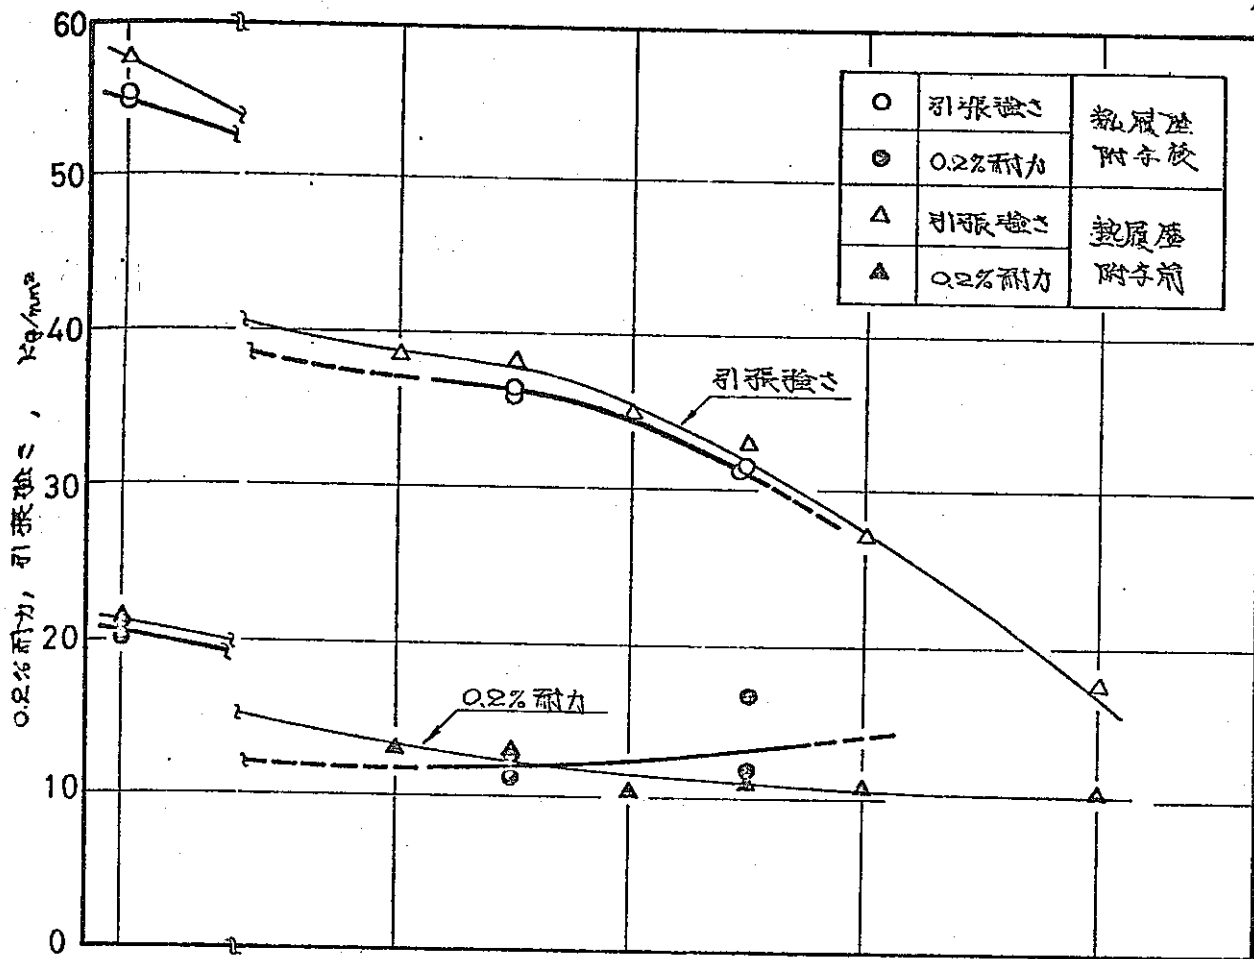 60
50
40
30
20
10
0
0.2%耐力, 引張強さ, Kg/mm²
○ 引張強さ 熱履歴
附与後
● 0.2%耐力
△ 引張強さ 熱履歴
附与前
▲ 0.2%耐力
引張強さ
0.2%耐力